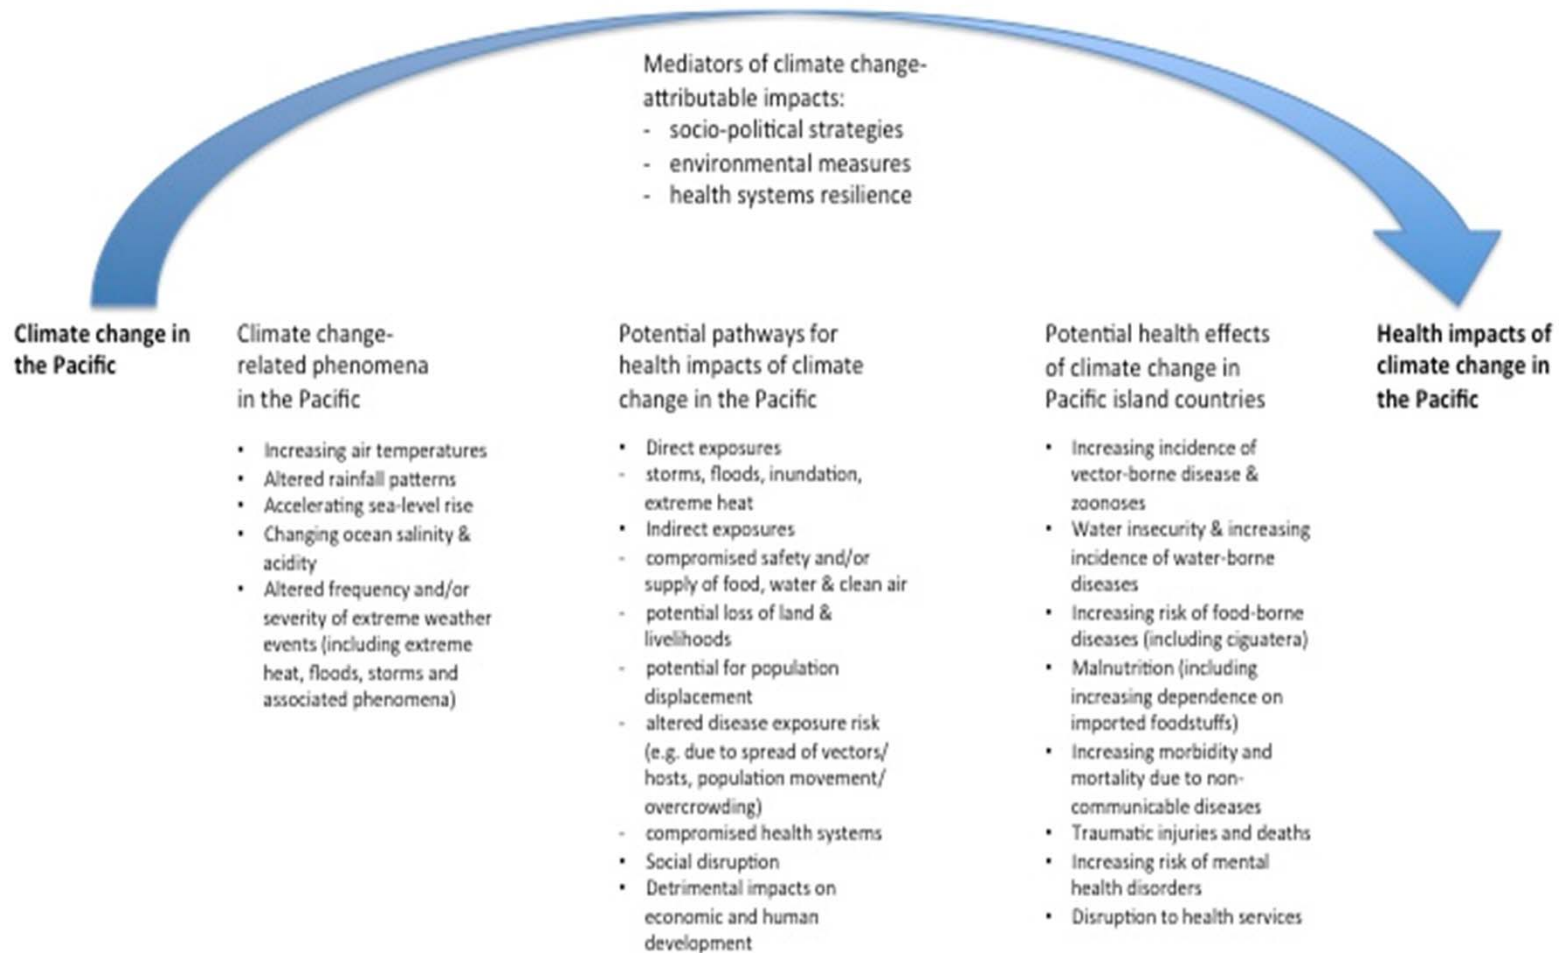 Mediators of climate change-
attributable impacts:
- socio-political strategies
- environmental measures
- health systems resilience
Climate change in
the Pacific
Climate change-
related phenomena
in the Pacific
• Increasing air temperatures
• Altered rainfall patterns
• Accelerating sea-level rise
• Changing ocean salinity &
acidity
• Altered frequency and/or
severity of extreme weather
events (including extreme
heat, floods, storms and
associated phenomena)
Potential pathways for
health impacts of climate
change in the Pacific
• Direct exposures
- storms, floods, inundation,
extreme heat
• Indirect exposures
- compromised safety and/or
supply of food, water & clean air
- potential loss of land &
livelihoods
- potential for population
displacement
- altered disease exposure risk
(e.g. due to spread of vectors/
hosts, population movement/
overcrowding)
- compromised health systems
• Social disruption
• Detrimental impacts on
economic and human
development
Potential health effects
of climate change in
Pacific island countries
• Increasing incidence of
vector-borne disease &
zoonoses
• Water insecurity & increasing
incidence of water-borne
diseases
• Increasing risk of food-borne
diseases (including ciguatera)
• Malnutrition (including
increasing dependence on
imported foodstuffs)
• Increasing morbidity and
mortality due to non-
communicable diseases
• Traumatic injuries and deaths
• Increasing risk of mental
health disorders
• Disruption to health services
Health impacts of
climate change in
the Pacific